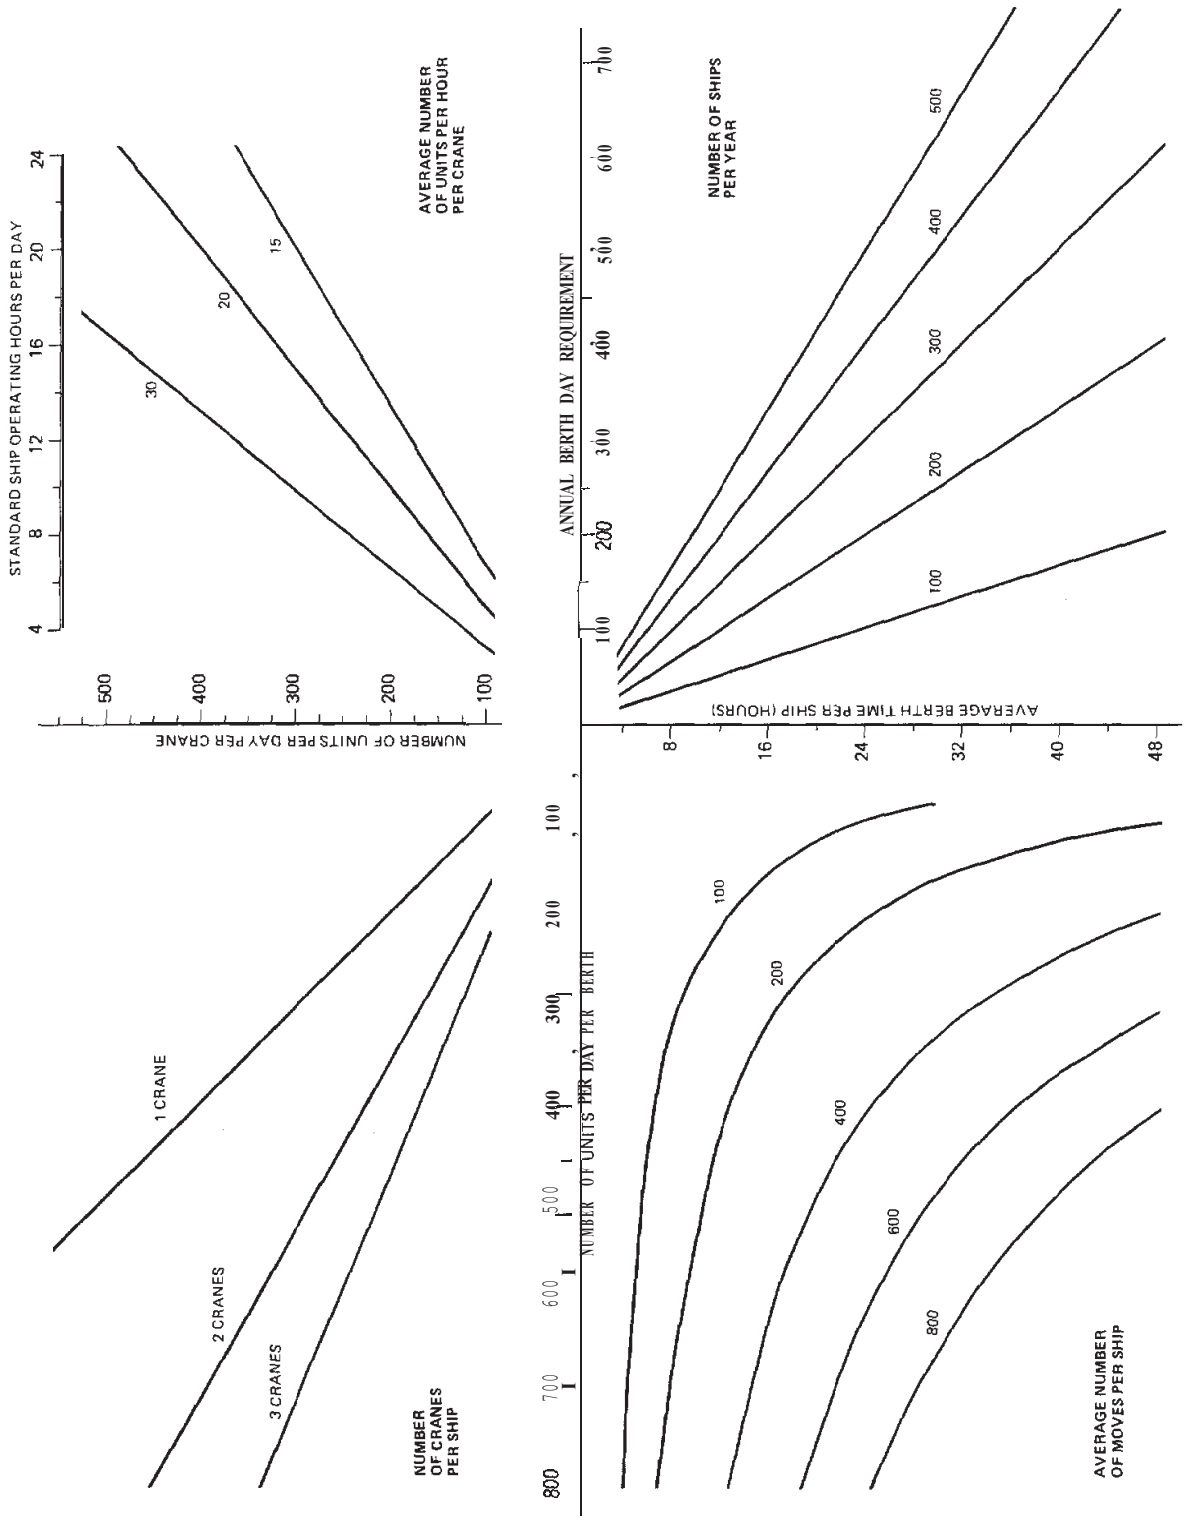 STANDARD SHIP OPERATING HOURS PER DAY
4 8 12 16 20 24
30
20
15
AVERAGE NUMBER
OF UNITS PER HOUR
PER CRANE
NUMBER OF UNITS PER DAY PER CRANE
500
400
300
200
100
1 CRANE
2 CRANES
3 CRANES
NUMBER
OF CRANES
PER SHIP
800 700 600 500 400 300 200 100
NUMBER OF UNITS PER DAY PER BERTH
ANNUAL BERTH DAY REQUIREMENT
100 200 300 400 500 600 700
AVERAGE BERTH TIME PER SHIP (HOURS)
8
16
24
32
40
48
100
200
400
600
800
AVERAGE NUMBER
OF MOVES PER SHIP
NUMBER OF SHIPS
PER YEAR
500
400
300
200
100